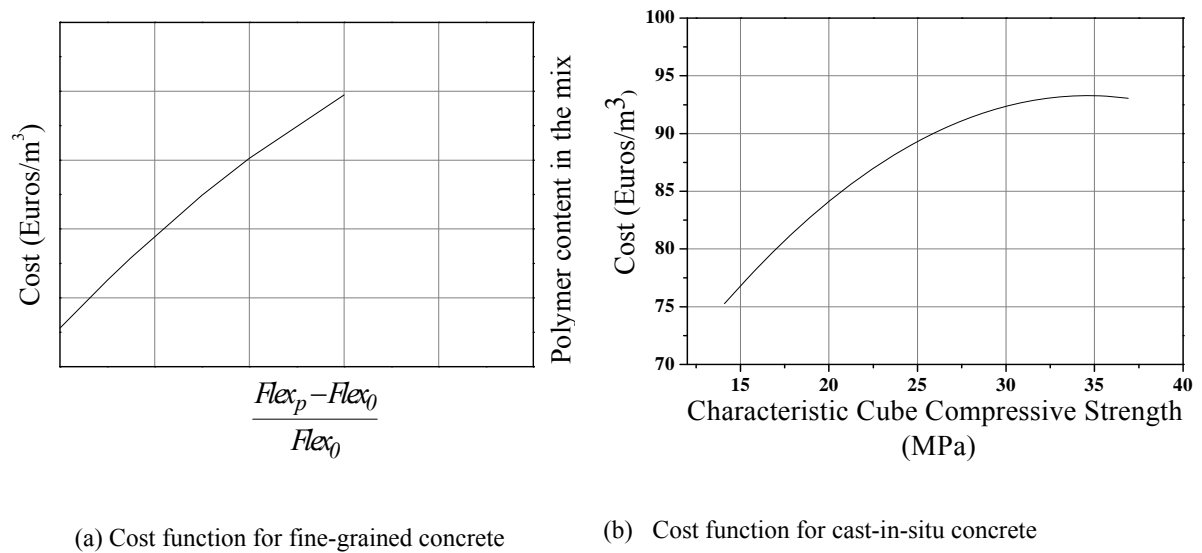 Cost (Euros/m³)
Polymer content in the mix
Flexₚ−Flex₀
Flex₀
(a) Cost function for fine-grained concrete
100
95
90
85
80
75
70
Cost (Euros/m³)
15 20 25 30 35 40
Characteristic Cube Compressive Strength
(MPa)
(b) Cost function for cast-in-situ concrete